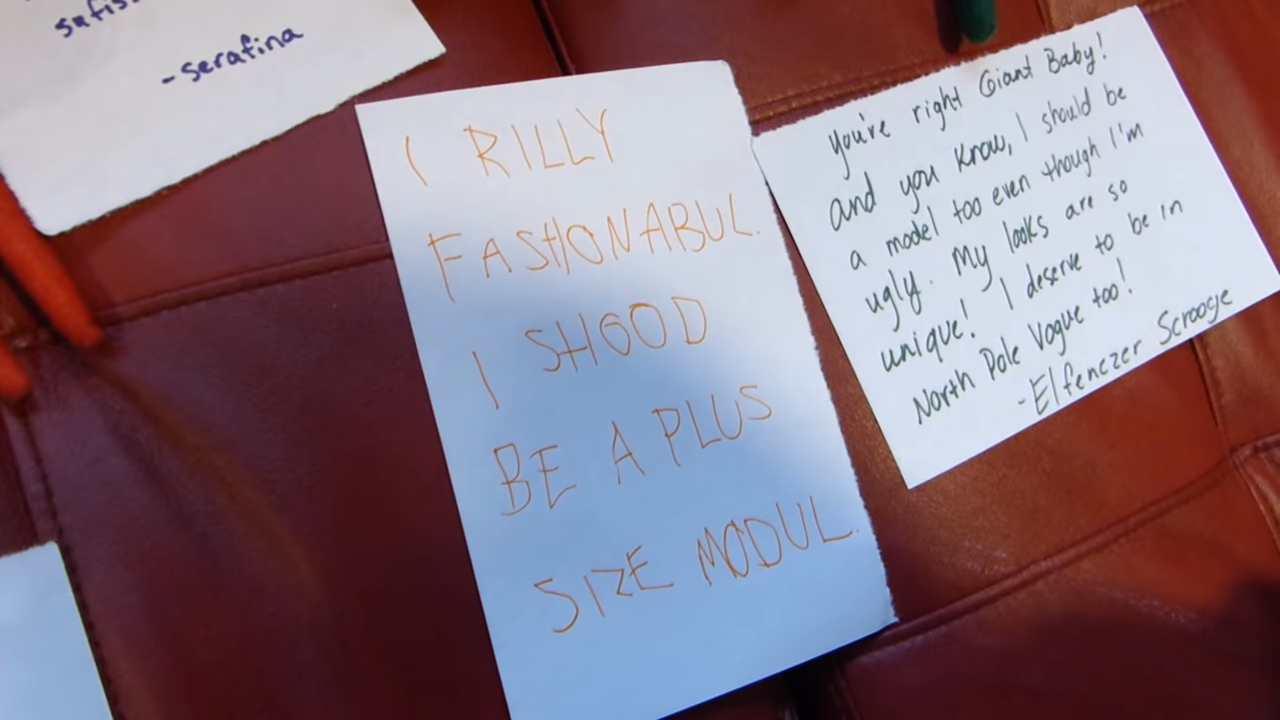 -serafina
I RILLY
FASHIONABUL.
I SHOOD
BE A PLUS
SIZE MODUL.
you're right Giant Baby!
and you know, I should be
a model too even though I'm
ugly. My looks are so
unique! I deserve to be in
North Pole Vogue too!
-Elfenezer Scrooge